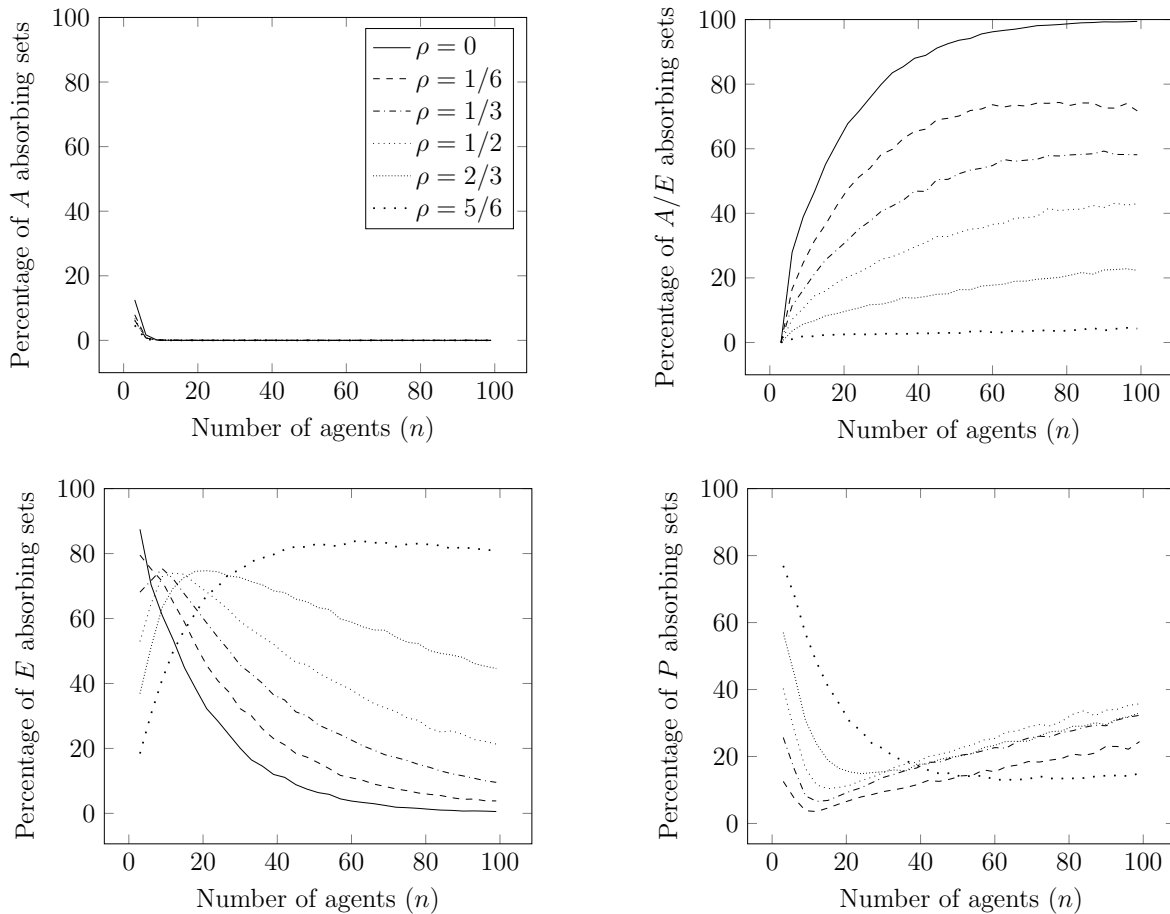 100
80
60
40
20
0
0 20 40 60 80 100
Number of agents (n)
Percentage of A absorbing sets
ρ = 0
ρ = 1/6
ρ = 1/3
ρ = 1/2
ρ = 2/3
ρ = 5/6
100
80
60
40
20
0
0 20 40 60 80 100
Number of agents (n)
Percentage of A/E absorbing sets
100
80
60
40
20
0
0 20 40 60 80 100
Number of agents (n)
Percentage of E absorbing sets
100
80
60
40
20
0
0 20 40 60 80 100
Number of agents (n)
Percentage of P absorbing sets